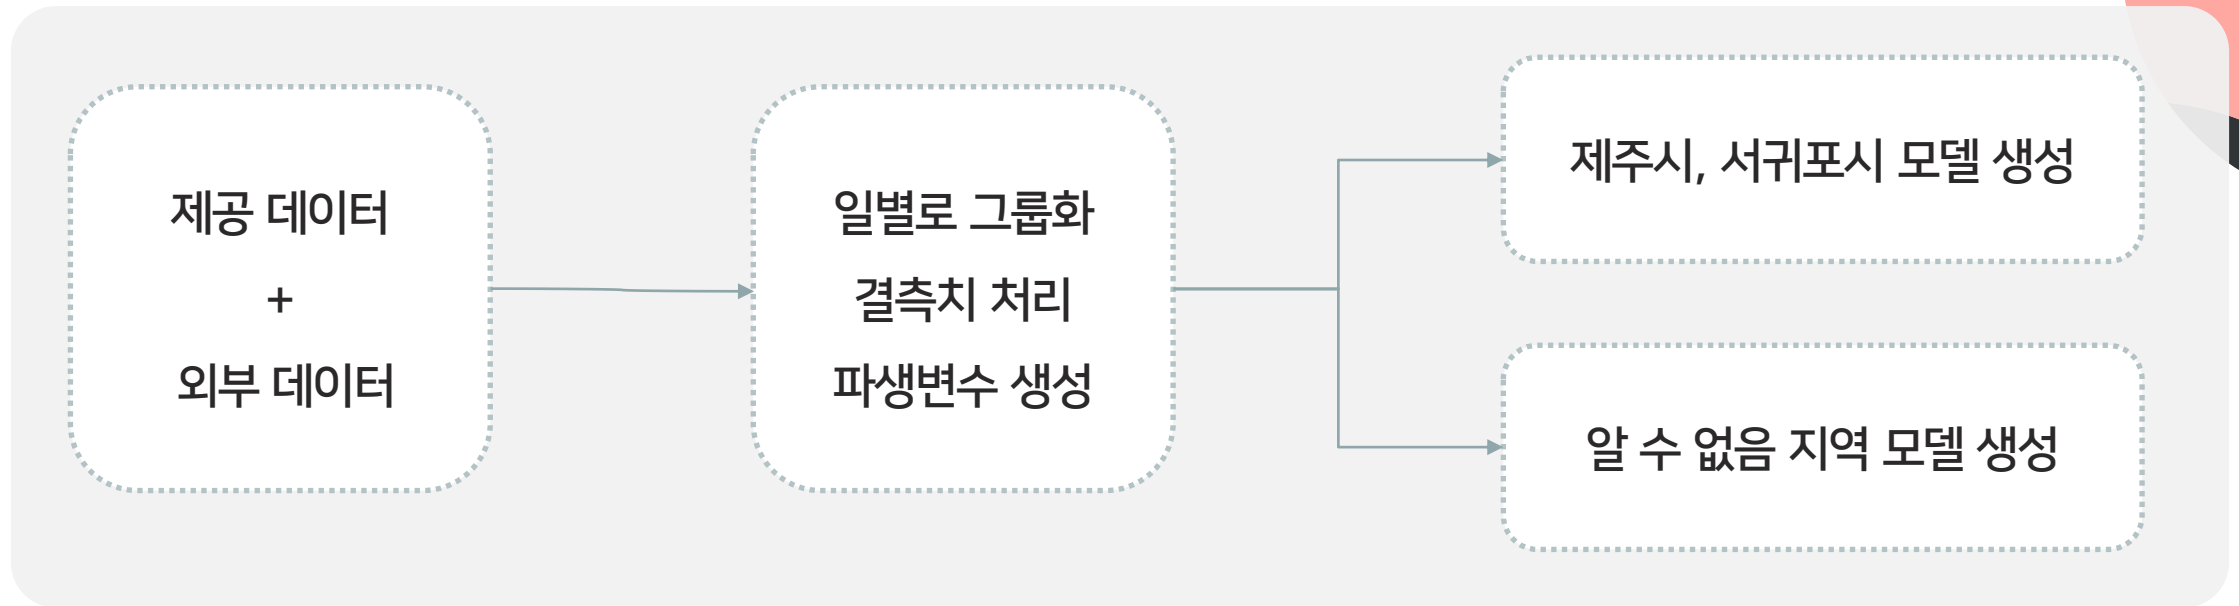 제공 데이터
+
외부 데이터
일별로 그룹화
결측치 처리
파생변수 생성
제주시, 서귀포시 모델 생성
알 수 없음 지역 모델 생성